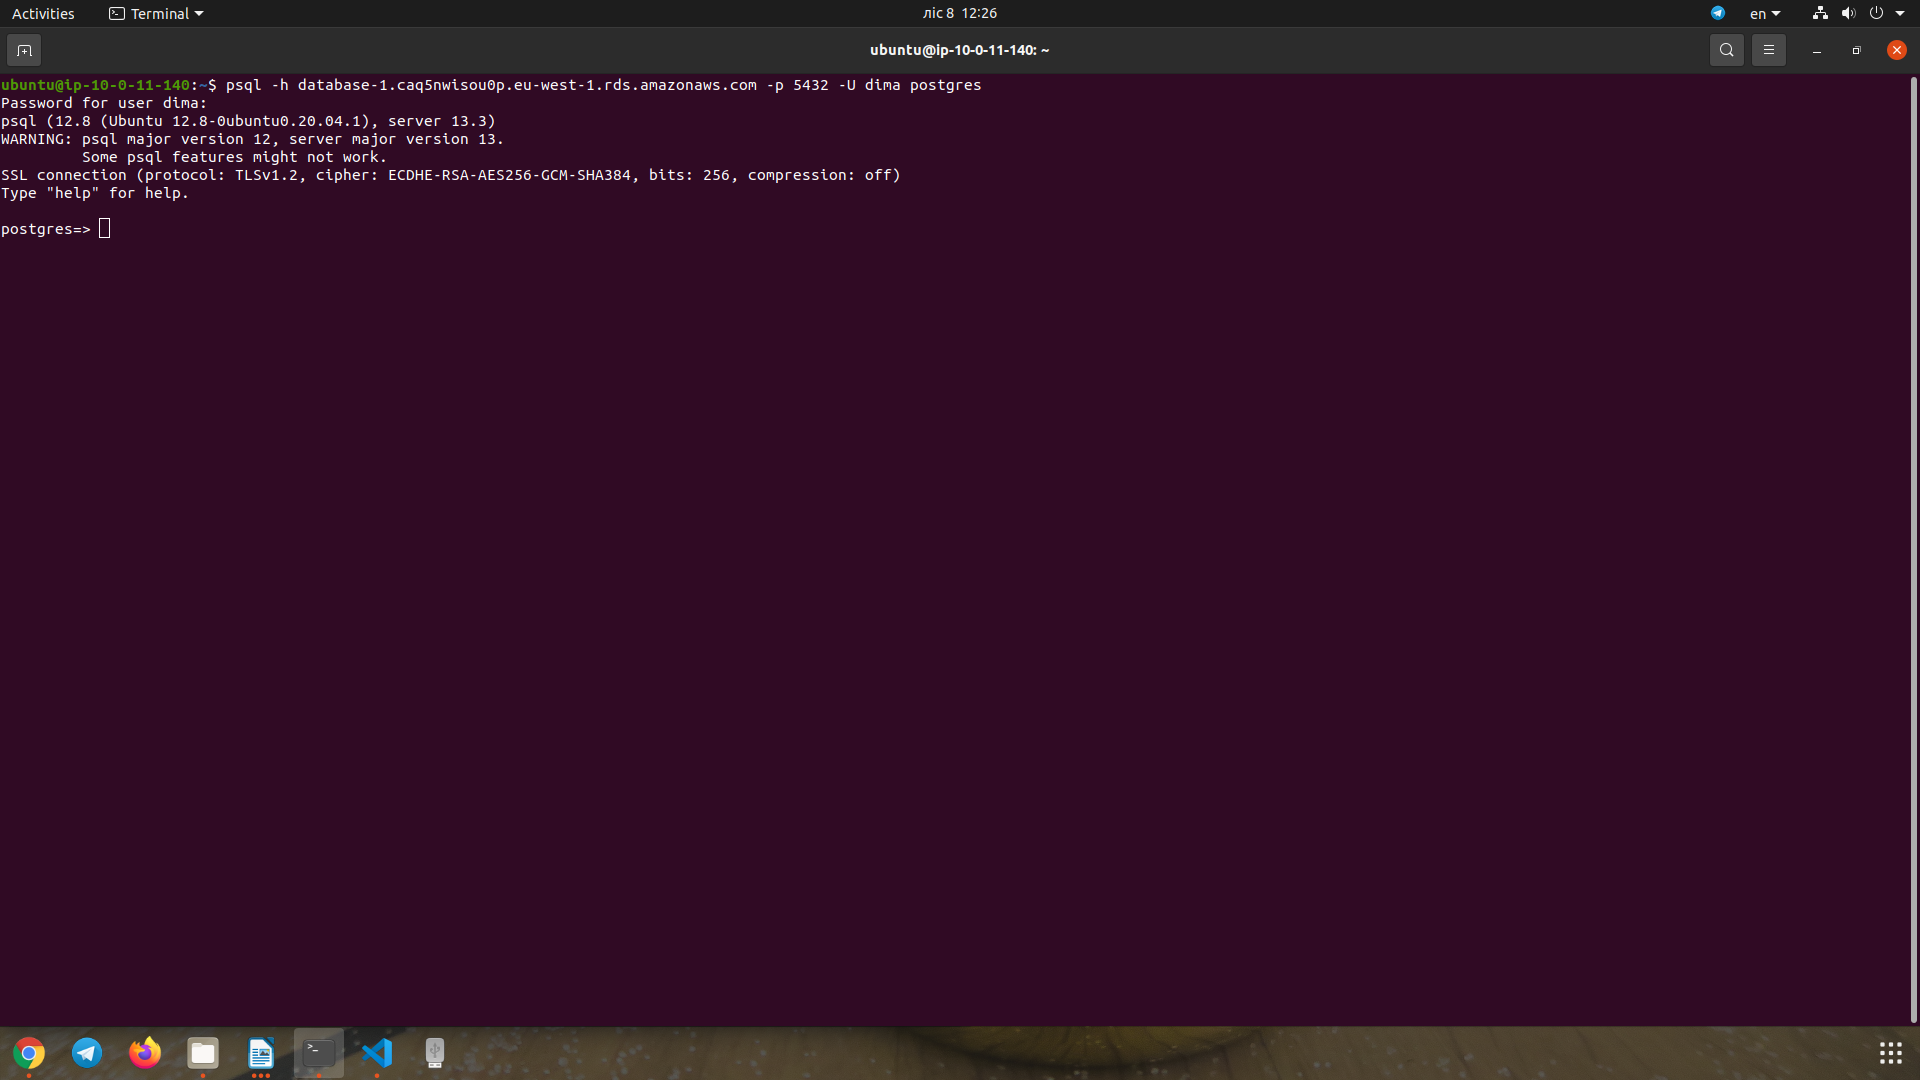 Activities
Terminal
ліс 8 12:26
en
ubuntu@ip-10-0-11-140: ~
ubuntu@ip-10-0-11-140:~$ psql -h database-1.caq5nwisou0p.eu-west-1.rds.amazonaws.com -p 5432 -U dima postgres
Password for user dima:
psql (12.8 (Ubuntu 12.8-0ubuntu0.20.04.1), server 13.3)
WARNING: psql major version 12, server major version 13.
         Some psql features might not work.
SSL connection (protocol: TLSv1.2, cipher: ECDHE-RSA-AES256-GCM-SHA384, bits: 256, compression: off)
Type "help" for help.
postgres=>